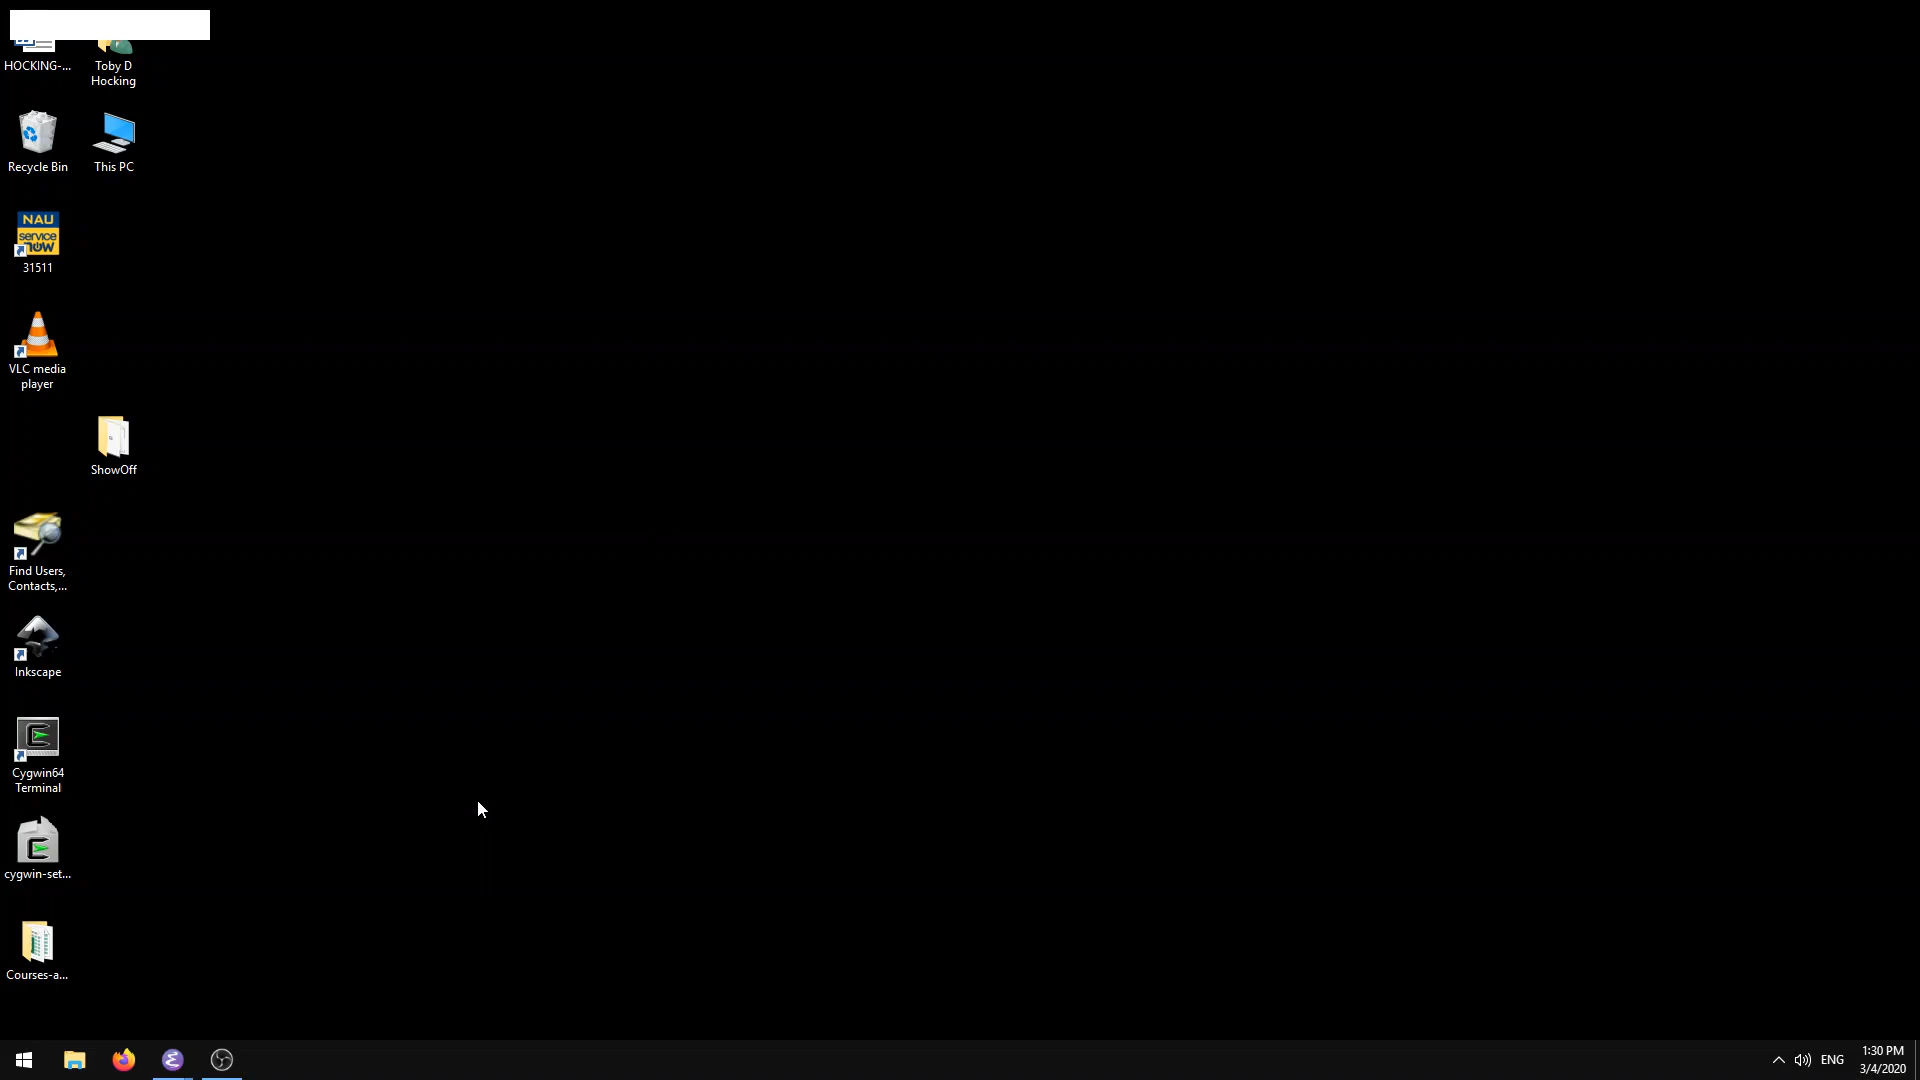 HOCKING-...
Toby D
Hocking
Recycle Bin
This PC
NAU
service
now
31511
VLC media
player
ShowOff
Find Users,
Contacts,...
Inkscape
Cygwin64
Terminal
cygwin-set...
Courses-a...
ENG
1:30 PM
3/4/2020